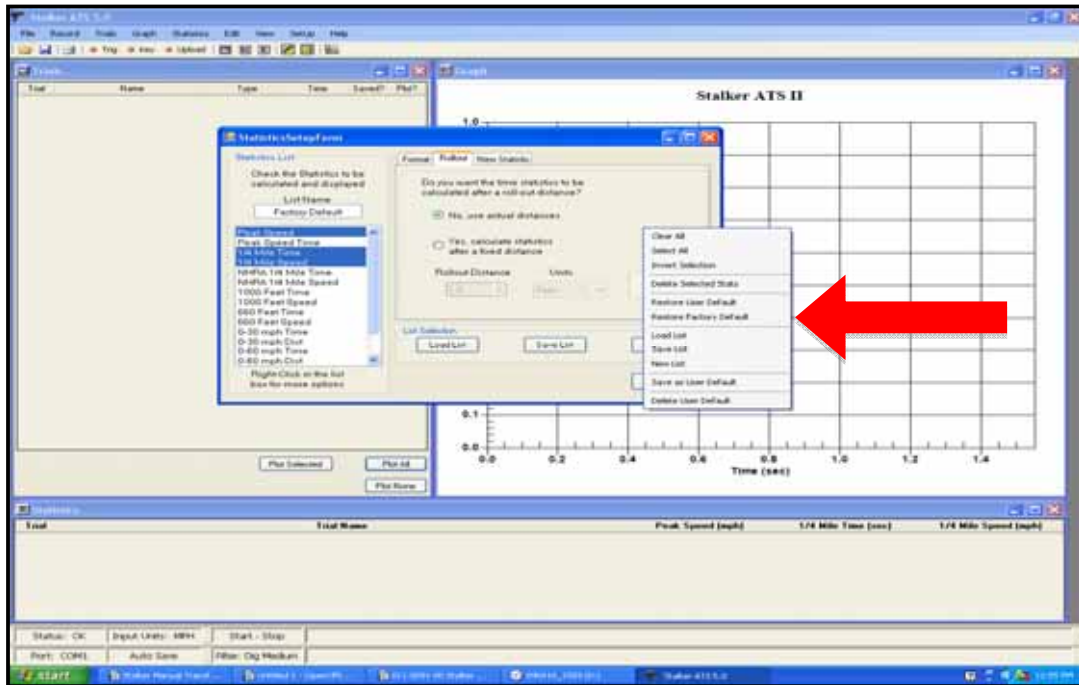 Stalker ATS 5.0
File Record Trials Graph Statistics Edit View Setup Help
Trig Key Upload
Trials
Trial Name Type Time Saved? Plot?
Graph
Stalker ATS II
1.0
0.1
0.0
0.0 0.2 0.4 0.6 0.8 1.0 1.2 1.4
Time (sec)
StatisticsSetupForm
Statistics List
Check the Statistics to be
calculated and displayed
List Name
Factory Default
Peak Speed
Peak Speed Time
1/4 Mile Time
1/4 Mile Speed
NHRA 1/4 Mile Time
NHRA 1/4 Mile Speed
1000 Feet Time
1000 Feet Speed
660 Feet Time
660 Feet Speed
0-30 mph Time
0-30 mph Dist
0-60 mph Time
0-60 mph Dist
Right-Click in the list
box for more options
Format Rollout New Statistic
Do you want the time statistics to be
calculated after a roll-out distance?
No, use actual distances
Yes, calculate statistics
after a fixed distance
Rollout Distance Units
List Selection
Load List Save List
Clear All
Select All
Invert Selection
Delete Selected Stats
Restore User Default
Restore Factory Default
Load List
Save List
New List
Save as User Default
Delete User Default
Plot Selected Plot All
Plot None
Statistics
Trial Trial Name Peak Speed (mph) 1/4 Mile Time (sec) 1/4 Mile Speed (mph)
Status: OK Input Units: MPH Start - Stop
Port: COM1 Auto Save Filter: Dig Medium
start Stalker ATS 5.0